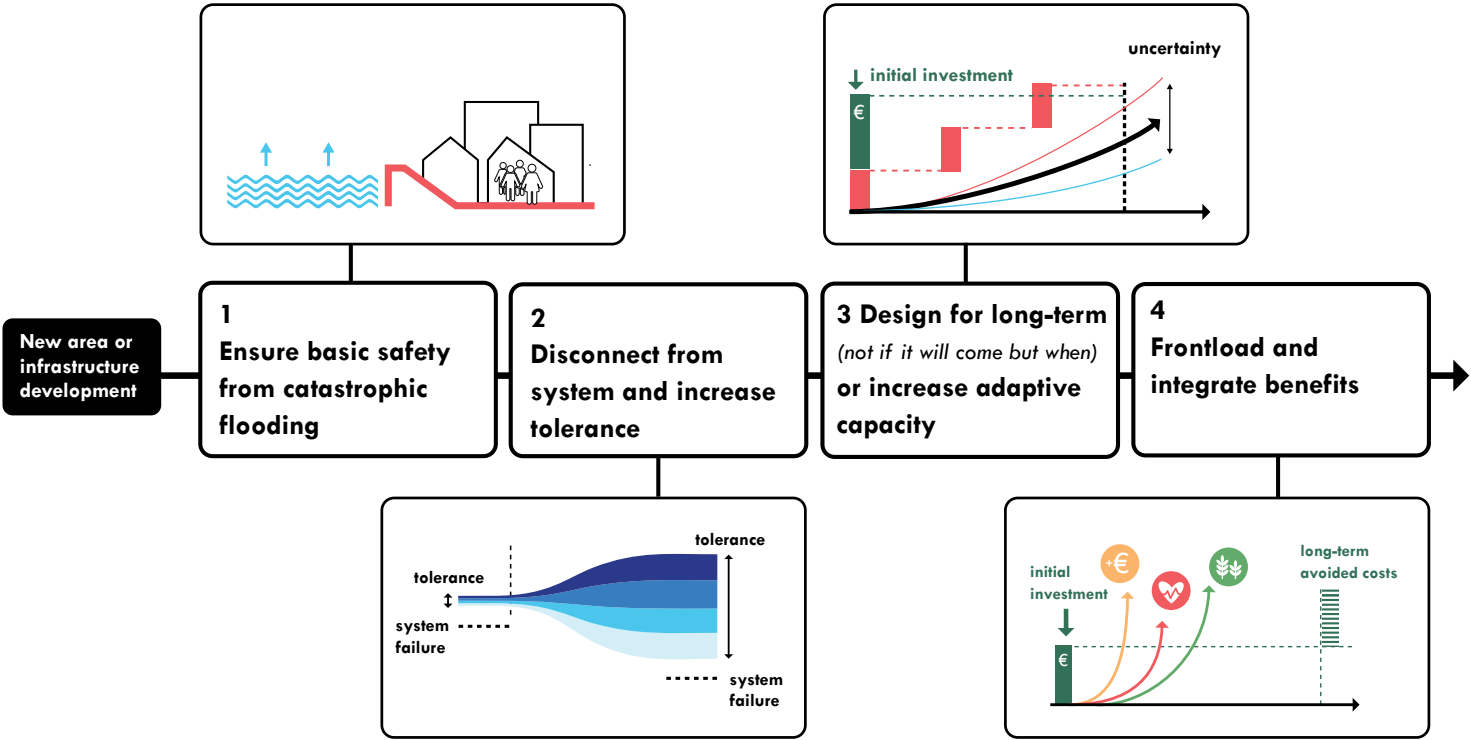 uncertainty
initial investment
€
New area or
infrastructure
development
1
Ensure basic safety
from catastrophic
flooding
2
Disconnect from
system and increase
tolerance
3 Design for long-term
(not if it will come but when)
or increase adaptive
capacity
4
Frontload and
integrate benefits
tolerance
tolerance
system
failure
system
failure
initial
investment
€
+€
long-term
avoided costs